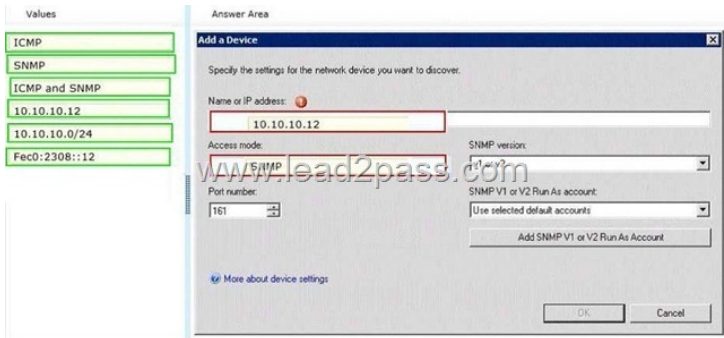 Values
Answer Area
ICMP
SNMP
ICMP and SNMP
10.10.10.12
10.10.10.0/24
Fec0:2308::12
Add a Device
Specify the settings for the network device you want to discover.
Name or IP address:
10.10.10.12
Access mode:
SNMP
SNMP version:
v1 or v2
www.lead2pass.com
Port number:
161
SNMP V1 or V2 Run As account:
Use selected default accounts
Add SNMP V1 or V2 Run As Account
More about device settings
OK
Cancel